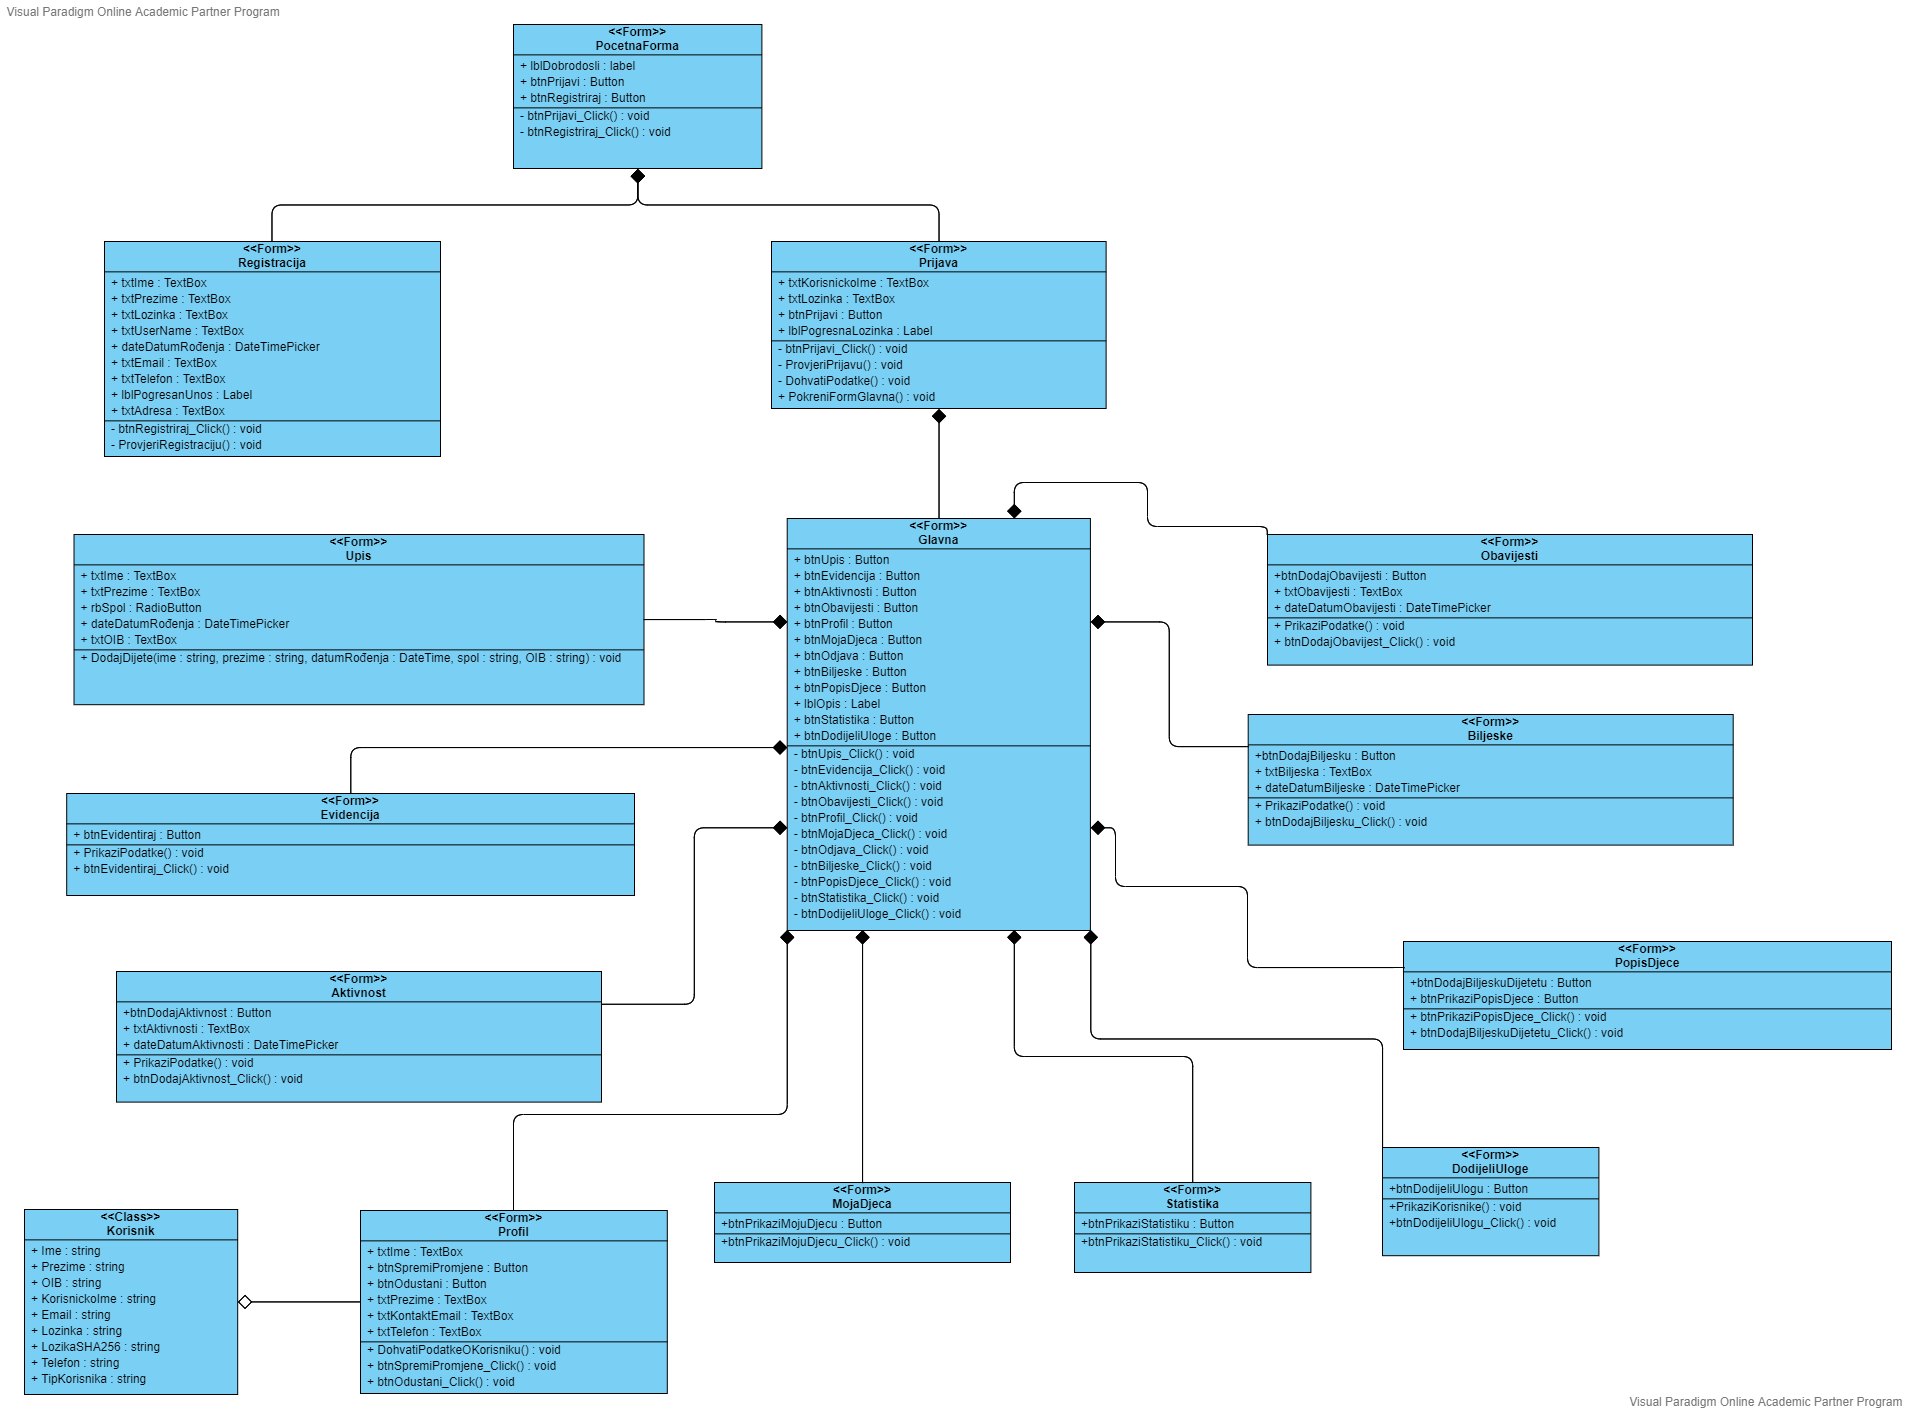 Visual Paradigm Online Academic Partner Program
<<Form>>
PocetnaForma
+ lblDobrodosli : label
+ btnPrijavi : Button
+ btnRegistriraj : Button
- btnPrijavi_Click() : void
- btnRegistriraj_Click() : void
<<Form>>
Registracija
+ txtIme : TextBox
+ txtPrezime : TextBox
+ txtLozinka : TextBox
+ txtUserName : TextBox
+ dateDatumRođenja : DateTimePicker
+ txtEmail : TextBox
+ txtTelefon : TextBox
+ lblPogresanUnos : Label
+ txtAdresa : TextBox
- btnRegistriraj_Click() : void
- ProvjeriRegistraciju() : void
<<Form>>
Prijava
+ txtKorisnickoIme : TextBox
+ txtLozinka : TextBox
+ btnPrijavi : Button
+ lblPogresnaLozinka : Label
- btnPrijavi_Click() : void
- ProvjeriPrijavu() : void
- DohvatiPodatke() : void
+ PokreniFormGlavna() : void
<<Form>>
Upis
+ txtIme : TextBox
+ txtPrezime : TextBox
+ rbSpol : RadioButton
+ dateDatumRođenja : DateTimePicker
+ txtOIB : TextBox
+ DodajDijete(ime : string, prezime : string, datumRođenja : DateTime, spol : string, OIB : string) : void
<<Form>>
Glavna
+ btnUpis : Button
+ btnEvidencija : Button
+ btnAktivnosti : Button
+ btnObavijesti : Button
+ btnProfil : Button
+ btnMojaDjeca : Button
+ btnOdjava : Button
+ btnBiljeske : Button
+ btnPopisDjece : Button
+ lblOpis : Label
+ btnStatistika : Button
+ btnDodijeliUloge : Button
- btnUpis_Click() : void
- btnEvidencija_Click() : void
- btnAktivnosti_Click() : void
- btnObavijesti_Click() : void
- btnProfil_Click() : void
- btnMojaDjeca_Click() : void
- btnOdjava_Click() : void
- btnBiljeske_Click() : void
- btnPopisDjece_Click() : void
- btnStatistika_Click() : void
- btnDodijeliUloge_Click() : void
<<Form>>
Obavijesti
+btnDodajObavijesti : Button
+ txtObavijesti : TextBox
+ dateDatumObavijesti : DateTimePicker
+ PrikaziPodatke() : void
+ btnDodajObavijest_Click() : void
<<Form>>
Biljeske
+btnDodajBiljesku : Button
+ txtBiljeska : TextBox
+ dateDatumBiljeske : DateTimePicker
+ PrikaziPodatke() : void
+ btnDodajBiljesku_Click() : void
<<Form>>
Evidencija
+ btnEvidentiraj : Button
+ PrikaziPodatke() : void
+ btnEvidentiraj_Click() : void
<<Form>>
Aktivnost
+btnDodajAktivnost : Button
+ txtAktivnosti : TextBox
+ dateDatumAktivnosti : DateTimePicker
+ PrikaziPodatke() : void
+ btnDodajAktivnost_Click() : void
<<Form>>
PopisDjece
+btnDodajBiljeskuDijetetu : Button
+ btnPrikaziPopisDjece : Button
+ btnPrikaziPopisDjece_Click() : void
+ btnDodajBiljeskuDijetetu_Click() : void
<<Form>>
DodijeliUloge
+btnDodijeliUlogu : Button
+PrikaziKorisnike() : void
+btnDodijeliUlogu_Click() : void
<<Form>>
MojaDjeca
+btnPrikaziMojuDjecu : Button
+btnPrikaziMojuDjecu_Click() : void
<<Form>>
Statistika
+btnPrikaziStatistiku : Button
+btnPrikaziStatistiku_Click() : void
<<Class>>
Korisnik
+ Ime : string
+ Prezime : string
+ OIB : string
+ KorisnickoIme : string
+ Email : string
+ Lozinka : string
+ LozikaSHA256 : string
+ Telefon : string
+ TipKorisnika : string
<<Form>>
Profil
+ txtIme : TextBox
+ btnSpremiPromjene : Button
+ btnOdustani : Button
+ txtPrezime : TextBox
+ txtKontaktEmail : TextBox
+ txtTelefon : TextBox
+ DohvatiPodatkeOKorisniku() : void
+ btnSpremiPromjene_Click() : void
+ btnOdustani_Click() : void
Visual Paradigm Online Academic Partner Program